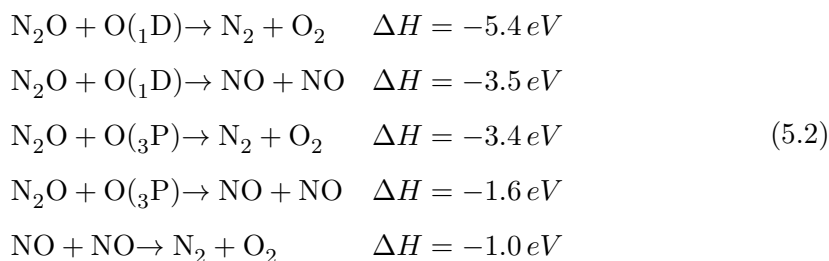 N₂O + O(₁D)→ N₂ + O₂ ΔH = −5.4 eV
N₂O + O(₁D)→ NO + NO ΔH = −3.5 eV
N₂O + O(₃P)→ N₂ + O₂ ΔH = −3.4 eV (5.2)
N₂O + O(₃P)→ NO + NO ΔH = −1.6 eV
NO + NO→ N₂ + O₂ ΔH = −1.0 eV